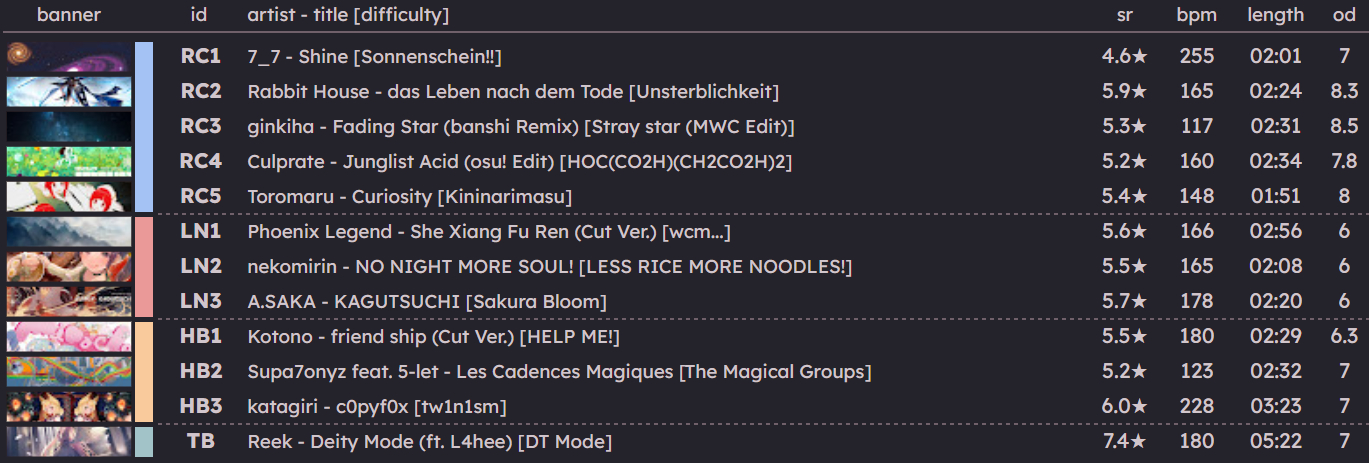 banner id artist - title [difficulty] sr bpm length od
RC1 7_7 - Shine [Sonnenschein!!] 4.6★ 255 02:01 7
RC2 Rabbit House - das Leben nach dem Tode [Unsterblichkeit] 5.9★ 165 02:24 8.3
RC3 ginkiha - Fading Star (banshi Remix) [Stray star (MWC Edit)] 5.3★ 117 02:31 8.5
RC4 Culprate - Junglist Acid (osu! Edit) [HOC(CO2H)(CH2CO2H)2] 5.2★ 160 02:34 7.8
RC5 Toromaru - Curiosity [Kininarimasu] 5.4★ 148 01:51 8
LN1 Phoenix Legend - She Xiang Fu Ren (Cut Ver.) [wcm...] 5.6★ 166 02:56 6
LN2 nekomirin - NO NIGHT MORE SOUL! [LESS RICE MORE NOODLES!] 5.5★ 165 02:08 6
LN3 A.SAKA - KAGUTSUCHI [Sakura Bloom] 5.7★ 178 02:20 6
HB1 Kotono - friend ship (Cut Ver.) [HELP ME!] 5.5★ 180 02:29 6.3
HB2 Supa7onyz feat. 5-let - Les Cadences Magiques [The Magical Groups] 5.2★ 123 02:32 7
HB3 katagiri - c0pyf0x [tw1n1sm] 6.0★ 228 03:23 7
TB Reek - Deity Mode (ft. L4hee) [DT Mode] 7.4★ 180 05:22 7